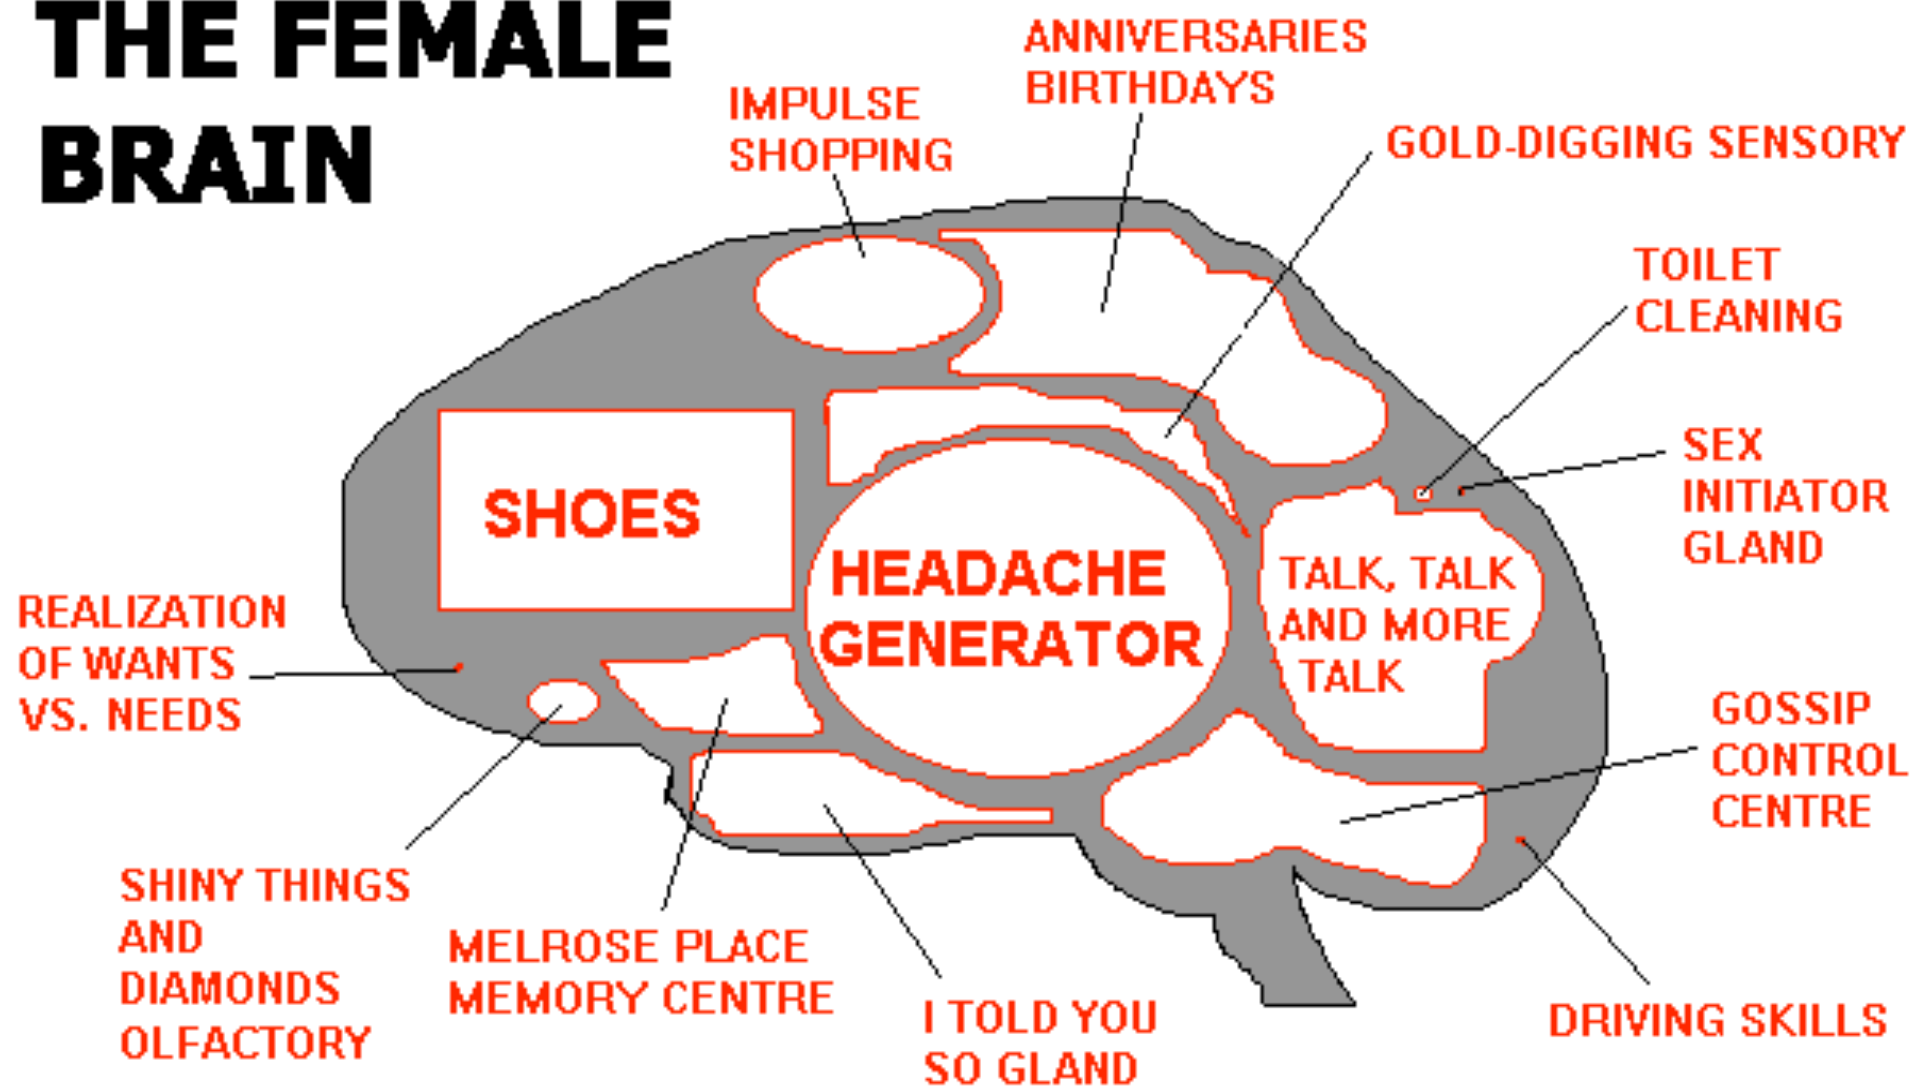 THE FEMALE
BRAIN
IMPULSE
SHOPPING
ANNIVERSARIES
BIRTHDAYS
GOLD-DIGGING SENSORY
TOILET
CLEANING
SEX
INITIATOR
GLAND
SHOES
HEADACHE
GENERATOR
TALK, TALK
AND MORE
TALK
REALIZATION
OF WANTS
VS. NEEDS
GOSSIP
CONTROL
CENTRE
SHINY THINGS
AND
DIAMONDS
OLFACTORY
MELROSE PLACE
MEMORY CENTRE
I TOLD YOU
SO GLAND
DRIVING SKILLS